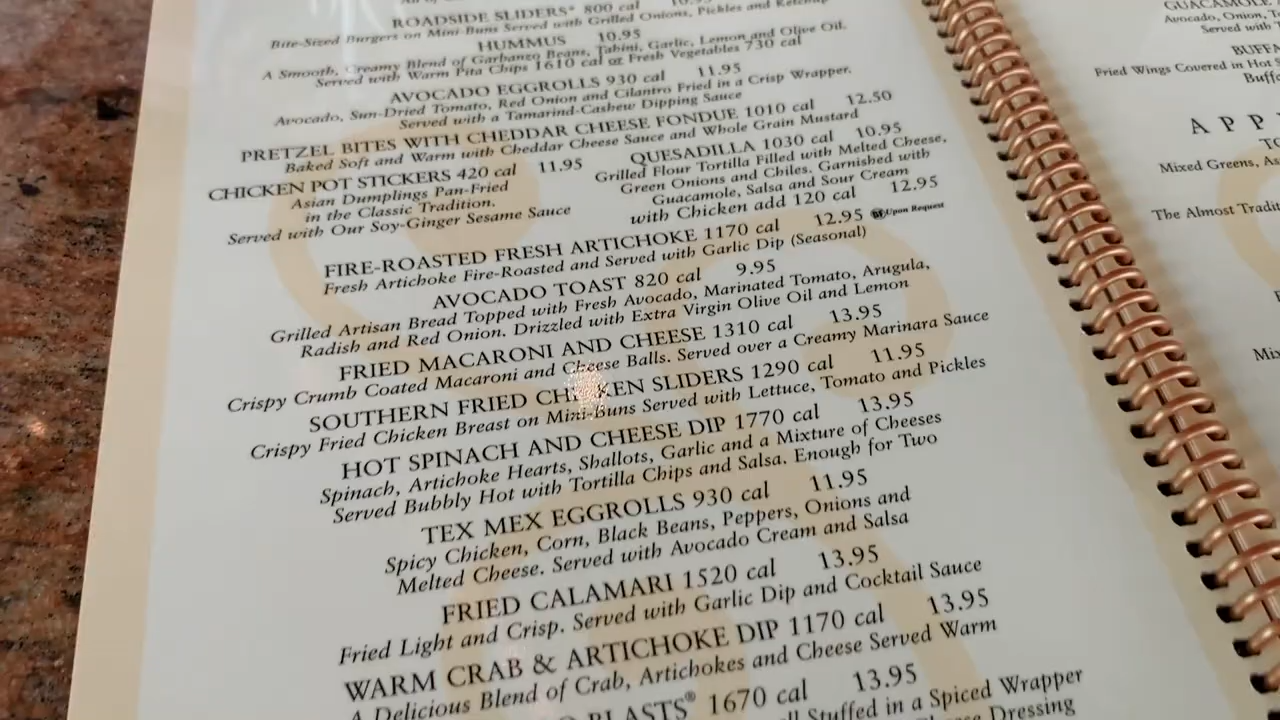 ROADSIDE SLIDERS® 800 cal 10.95
Bite-Sized Burgers on Mini-Buns Served with Grilled Onions, Pickles and Ketchup
HUMMUS 10.95
A Smooth, Creamy Blend of Garbanzo Beans, Tahini, Garlic, Lemon and Olive Oil.
Served with Warm Pita Chips 1610 cal or Fresh Vegetables 730 cal
AVOCADO EGGROLLS 930 cal 11.95
Avocado, Sun-Dried Tomato, Red Onion and Cilantro Fried in a Crisp Wrapper.
Served with a Tamarind-Cashew Dipping Sauce
PRETZEL BITES WITH CHEDDAR CHEESE FONDUE 1010 cal 12.50
Baked Soft and Warm with Cheddar Cheese Sauce and Whole Grain Mustard
CHICKEN POT STICKERS 420 cal 11.95
Asian Dumplings Pan-Fried
in the Classic Tradition.
Served with Our Soy-Ginger Sesame Sauce
QUESADILLA 1030 cal 10.95
Grilled Flour Tortilla Filled with Melted Cheese,
Green Onions and Chiles. Garnished with
Guacamole, Salsa and Sour Cream
with Chicken add 120 cal 12.95
FIRE-ROASTED FRESH ARTICHOKE 1170 cal 12.95 Upon Request
Fresh Artichoke Fire-Roasted and Served with Garlic Dip (Seasonal)
AVOCADO TOAST 820 cal 9.95
Grilled Artisan Bread Topped with Fresh Avocado, Marinated Tomato, Arugula,
Radish and Red Onion. Drizzled with Extra Virgin Olive Oil and Lemon
FRIED MACARONI AND CHEESE 1310 cal 13.95
Crispy Crumb Coated Macaroni and Cheese Balls. Served over a Creamy Marinara Sauce
SOUTHERN FRIED CHICKEN SLIDERS 1290 cal 11.95
Crispy Fried Chicken Breast on Mini-Buns Served with Lettuce, Tomato and Pickles
HOT SPINACH AND CHEESE DIP 1770 cal 13.95
Spinach, Artichoke Hearts, Shallots, Garlic and a Mixture of Cheeses
Served Bubbly Hot with Tortilla Chips and Salsa. Enough for Two
TEX MEX EGGROLLS 930 cal 11.95
Spicy Chicken, Corn, Black Beans, Peppers, Onions and
Melted Cheese. Served with Avocado Cream and Salsa
FRIED CALAMARI 1520 cal 13.95
Fried Light and Crisp. Served with Garlic Dip and Cocktail Sauce
WARM CRAB & ARTICHOKE DIP 1170 cal 13.95
A Delicious Blend of Crab, Artichokes and Cheese Served Warm
BLASTS® 1670 cal 13.95
Stuffed in a Spiced Wrapper
Dressing
GUACAMOLE
Avocado, Onion,
Served with
Fried Wings Covered in Hot
APP
Mixed Greens,
The Almost